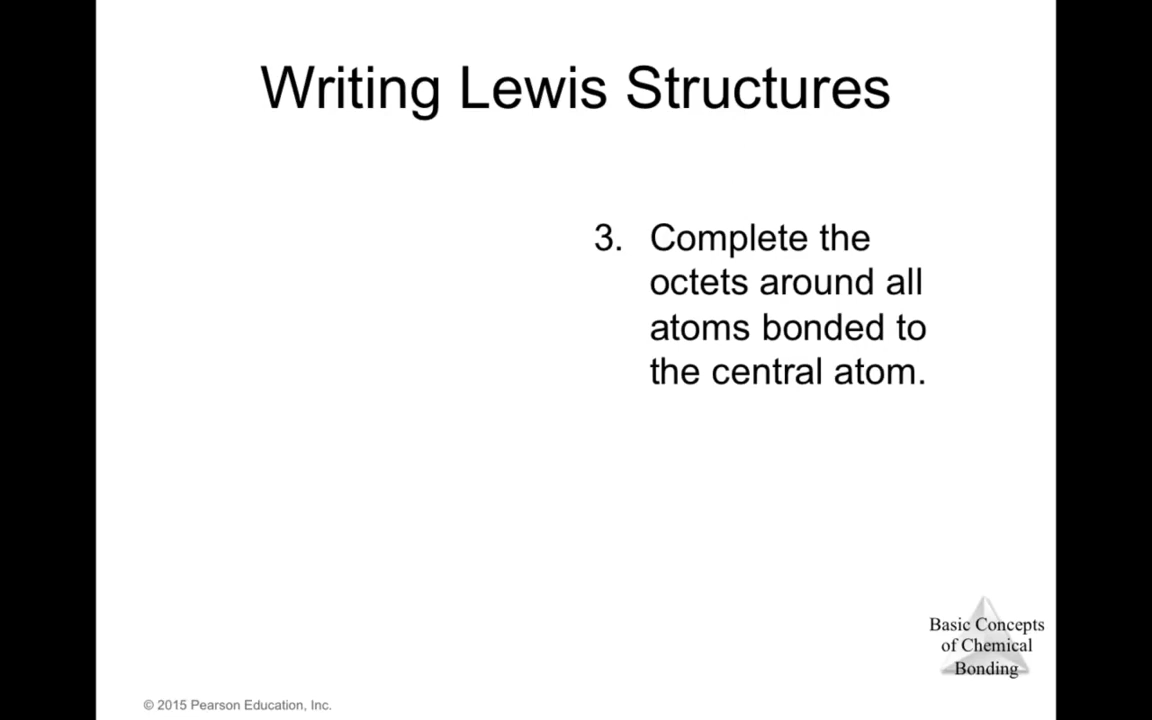 Writing Lewis Structures
3. Complete the
octets around all
atoms bonded to
the central atom.
Basic Concepts
of Chemical
Bonding
© 2015 Pearson Education, Inc.